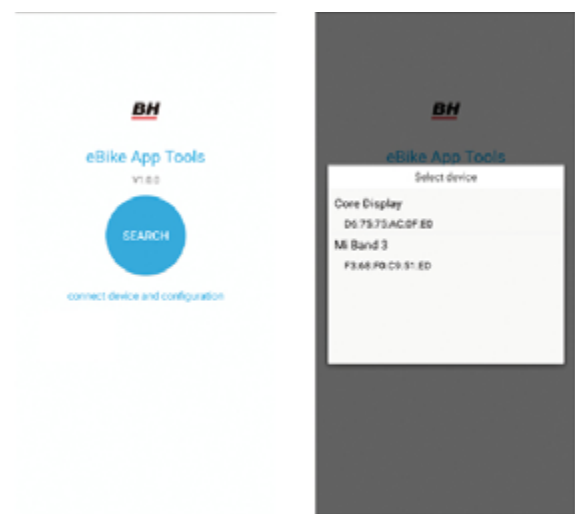 BH
eBike App Tools
V1.0.0
SEARCH
connect device and configuration
BH
eBike App Tools
Select device
Core Display
D6:75:75:AC:0F:E0
Mi Band 3
F3:68:F0:C9:51:ED